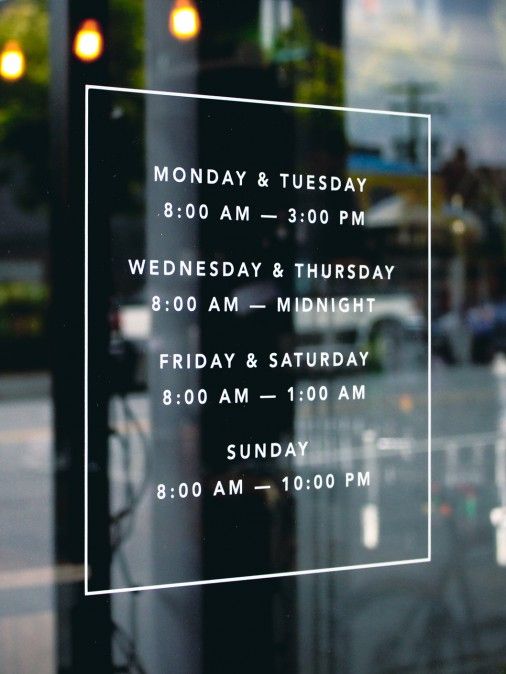 MONDAY & TUESDAY
8:00 AM — 3:00 PM
WEDNESDAY & THURSDAY
8:00 AM — MIDNIGHT
FRIDAY & SATURDAY
8:00 AM — 1:00 AM
SUNDAY
8:00 AM — 10:00 PM